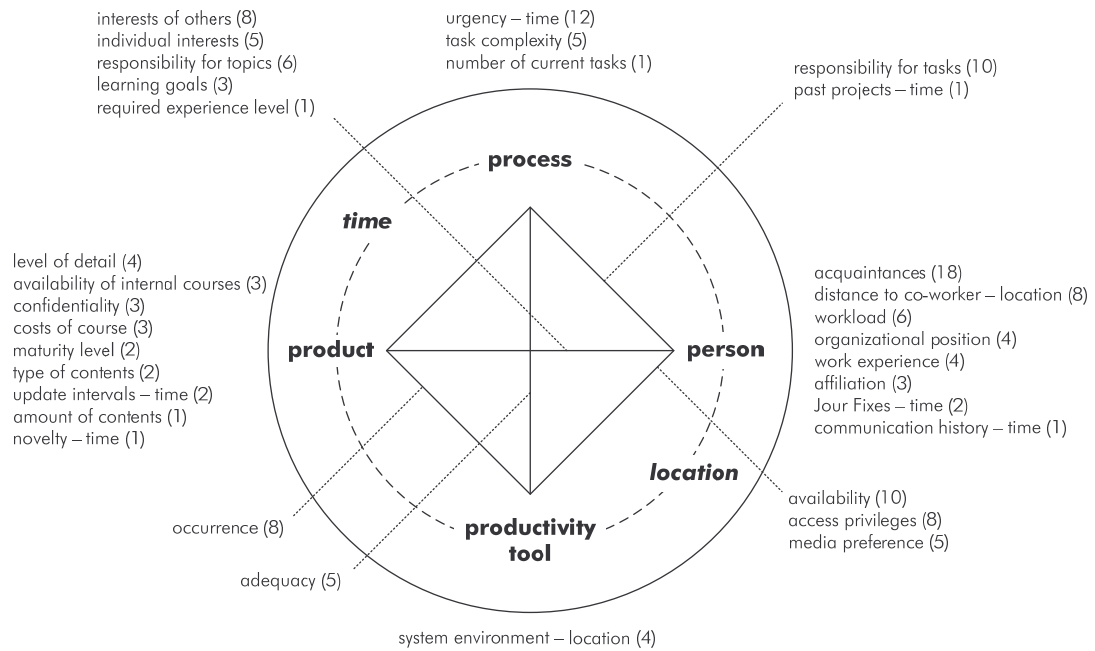 interests of others (8)
individual interests (5)
responsibility for topics (6)
learning goals (3)
required experience level (1)
urgency – time (12)
task complexity (5)
number of current tasks (1)
responsibility for tasks (10)
past projects – time (1)
process
time
level of detail (4)
availability of internal courses (3)
confidentiality (3)
costs of course (3)
maturity level (2)
type of contents (2)
update intervals – time (2)
amount of contents (1)
novelty – time (1)
product
person
acquaintances (18)
distance to co-worker – location (8)
workload (6)
organizational position (4)
work experience (4)
affiliation (3)
Jour Fixes – time (2)
communication history – time (1)
location
availability (10)
access privileges (8)
media preference (5)
occurrence (8)
productivity
tool
adequacy (5)
system environment – location (4)